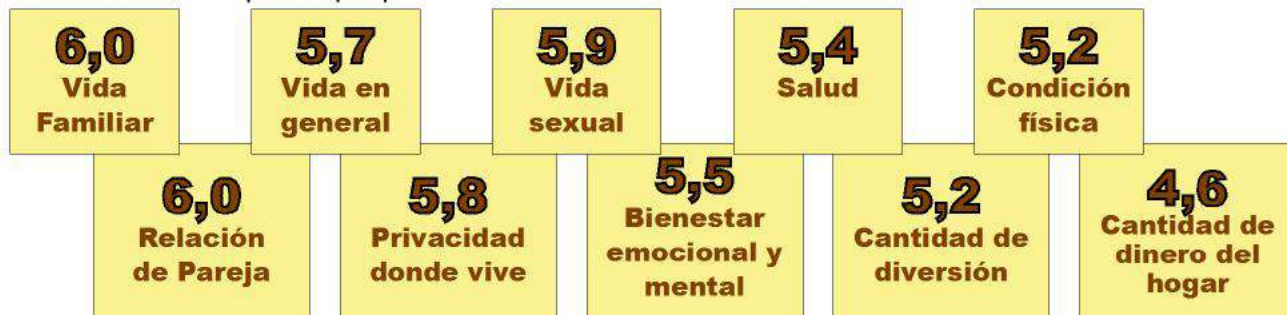 6,0
Vida
Familiar
5,7
Vida en
general
5,9
Vida
sexual
5,4
Salud
5,2
Condición
física
6,0
Relación
de Pareja
5,8
Privacidad
donde vive
5,5
Bienestar
emocional y
mental
5,2
Cantidad de
diversión
4,6
Cantidad de
dinero del
hogar